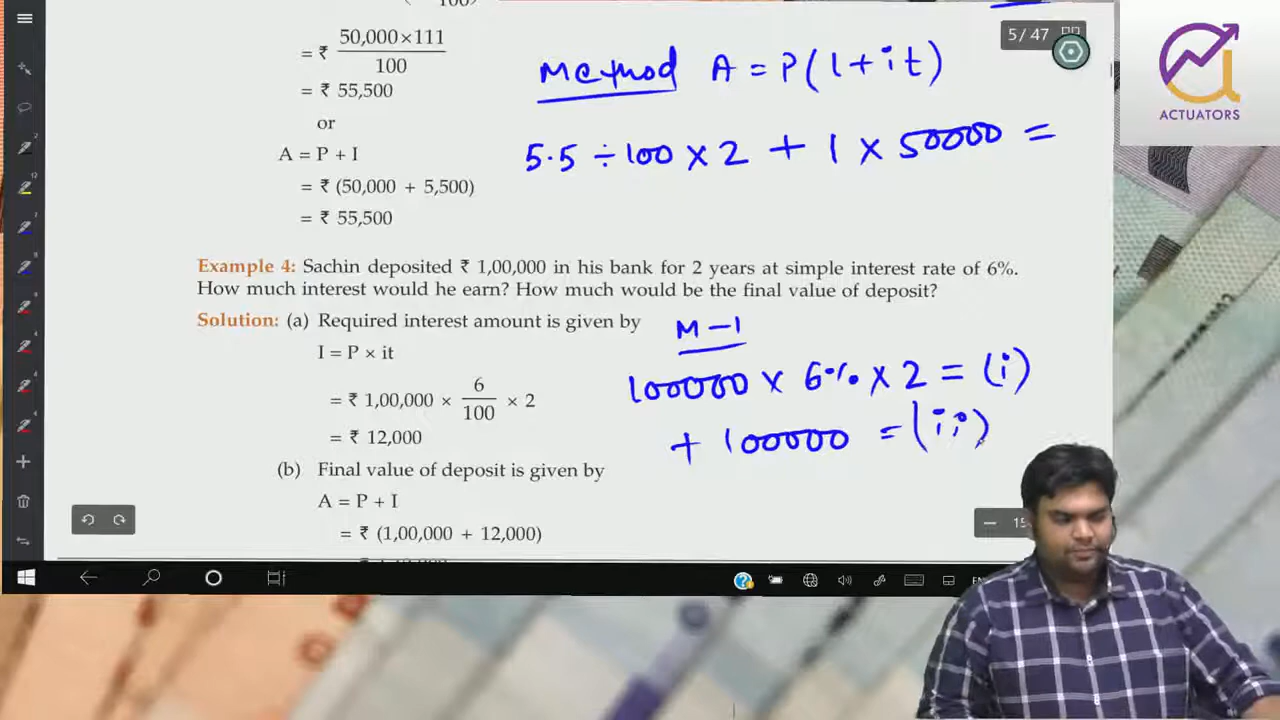 100
5 / 47
= ₹ 50,000×111
100
= ₹ 55,500
or
A = P + I
= ₹ (50,000 + 5,500)
= ₹ 55,500
Method A = P(1+it)
5.5 ÷ 100 × 2 + 1 × 50000 =
ACTUATORS
Example 4: Sachin deposited ₹ 1,00,000 in his bank for 2 years at simple interest rate of 6%.
How much interest would he earn? How much would be the final value of deposit?
Solution: (a) Required interest amount is given by
I = P × it
= ₹ 1,00,000 × 6/100 × 2
= ₹ 12,000
M-1
100000 × 6% × 2 = (i)
+ 100000 = (ii)
(b) Final value of deposit is given by
A = P + I
= ₹ (1,00,000 + 12,000)